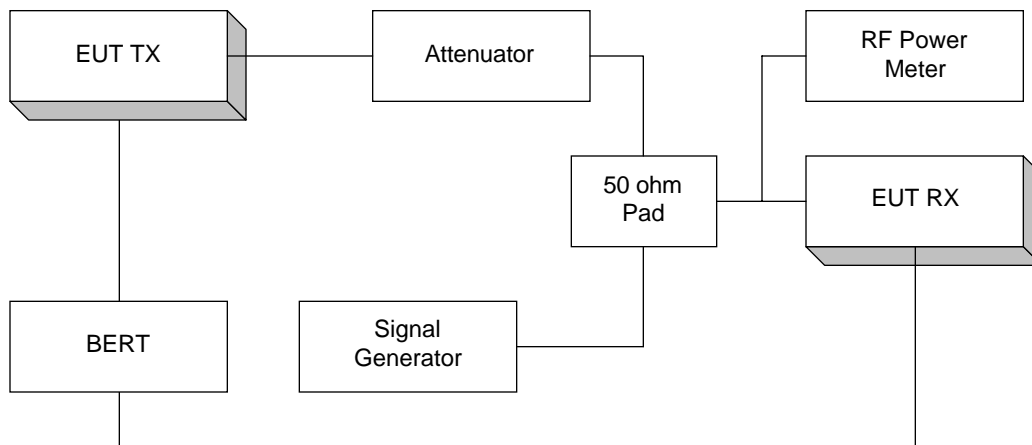 EUT TX
Attenuator
RF Power
Meter
50 ohm
Pad
EUT RX
BERT
Signal
Generator